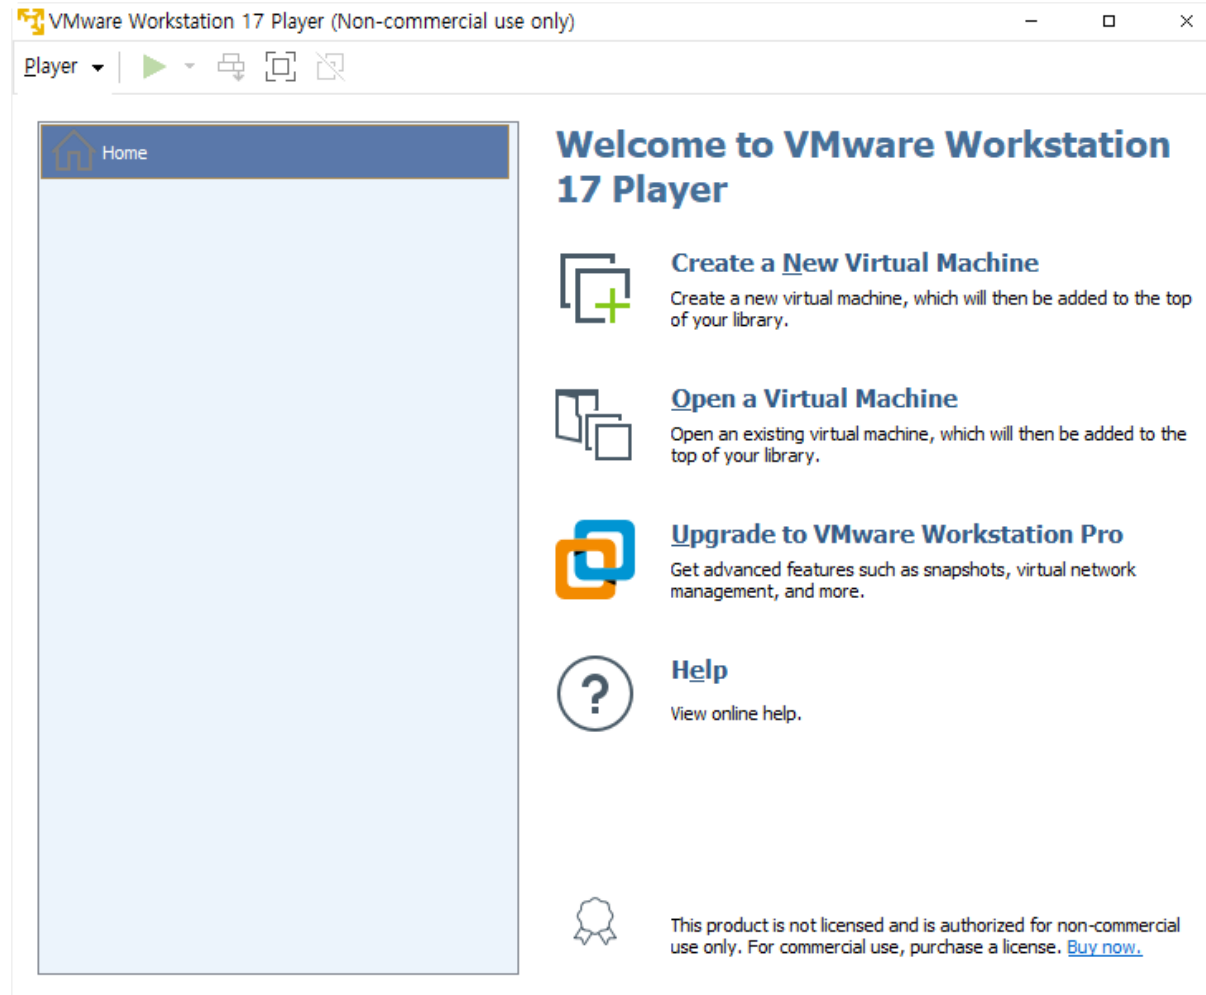 VMware Workstation 17 Player (Non-commercial use only)
Player
Home
Welcome to VMware Workstation
17 Player
Create a New Virtual Machine
Create a new virtual machine, which will then be added to the top
of your library.
Open a Virtual Machine
Open an existing virtual machine, which will then be added to the
top of your library.
Upgrade to VMware Workstation Pro
Get advanced features such as snapshots, virtual network
management, and more.
Help
View online help.
This product is not licensed and is authorized for non-commercial
use only. For commercial use, purchase a license. Buy now.